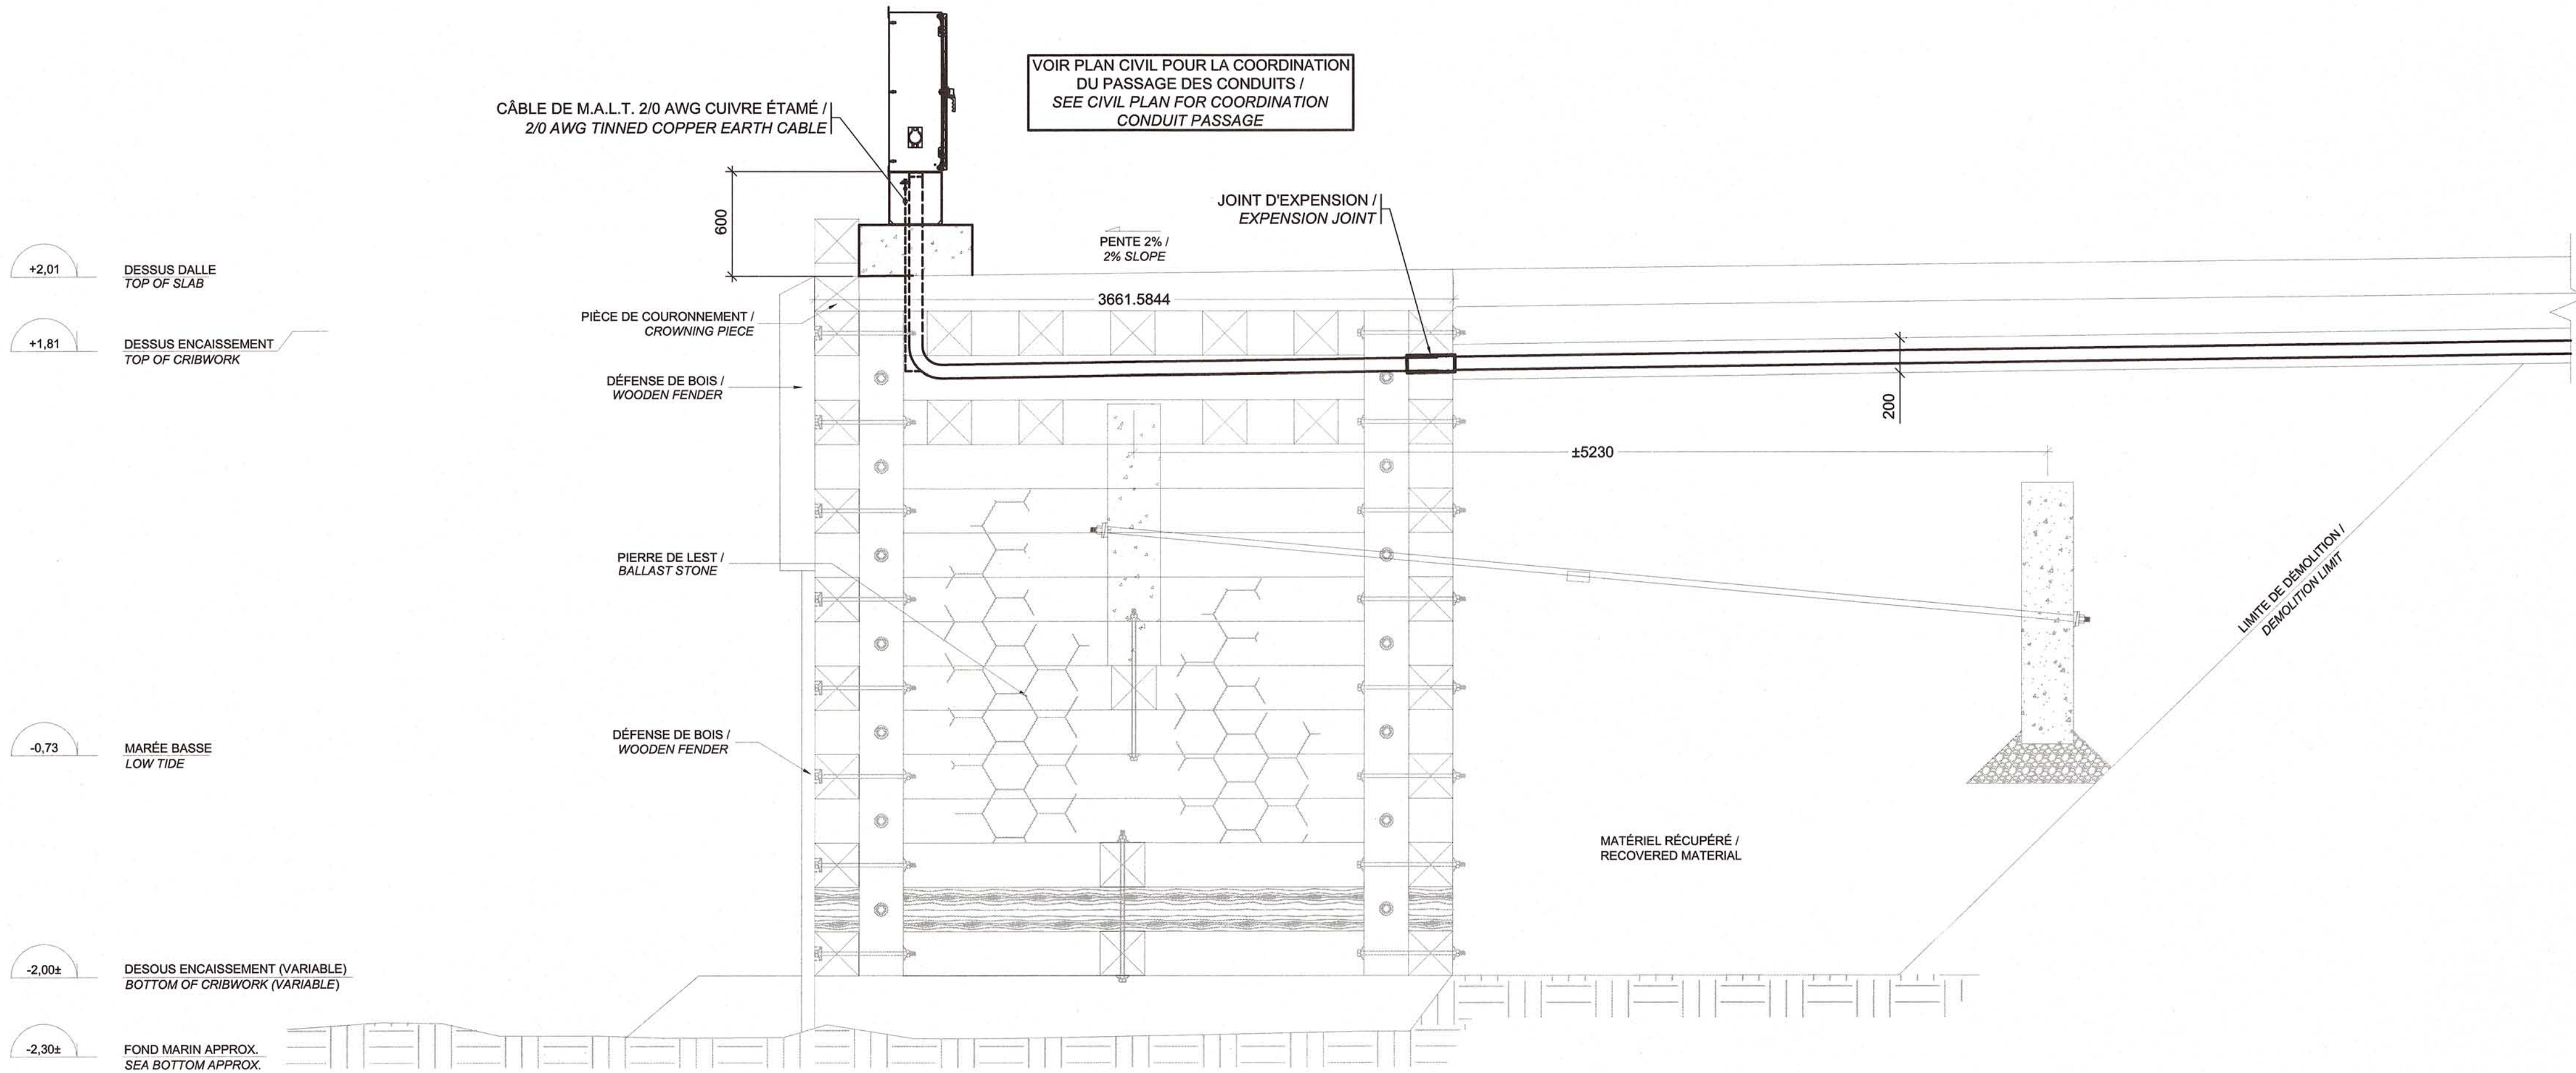 VOIR PLAN CIVIL POUR LA COORDINATION
DU PASSAGE DES CONDUITS /
SEE CIVIL PLAN FOR COORDINATION
CONDUIT PASSAGE
CÂBLE DE M.A.L.T. 2/0 AWG CUIVRE ÉTAMÉ /
2/0 AWG TINNED COPPER EARTH CABLE
600
JOINT D'EXPENSION /
EXPENSION JOINT
PENTE 2% /
2% SLOPE
+2,01
DESSUS DALLE
TOP OF SLAB
3661.5844
PIÈCE DE COURONNEMENT /
CROWNING PIECE
+1,81
DESSUS ENCAISSEMENT
TOP OF CRIBWORK
DÉFENSE DE BOIS /
WOODEN FENDER
200
±5230
PIERRE DE LEST /
BALLAST STONE
LIMITE DE DÉMOLITION /
DEMOLITION LIMIT
-0,73
MARÉE BASSE
LOW TIDE
DÉFENSE DE BOIS /
WOODEN FENDER
MATÉRIEL RÉCUPÉRÉ /
RECOVERED MATERIAL
-2,00±
DESOUS ENCAISSEMENT (VARIABLE)
BOTTOM OF CRIBWORK (VARIABLE)
-2,30±
FOND MARIN APPROX.
SEA BOTTOM APPROX.